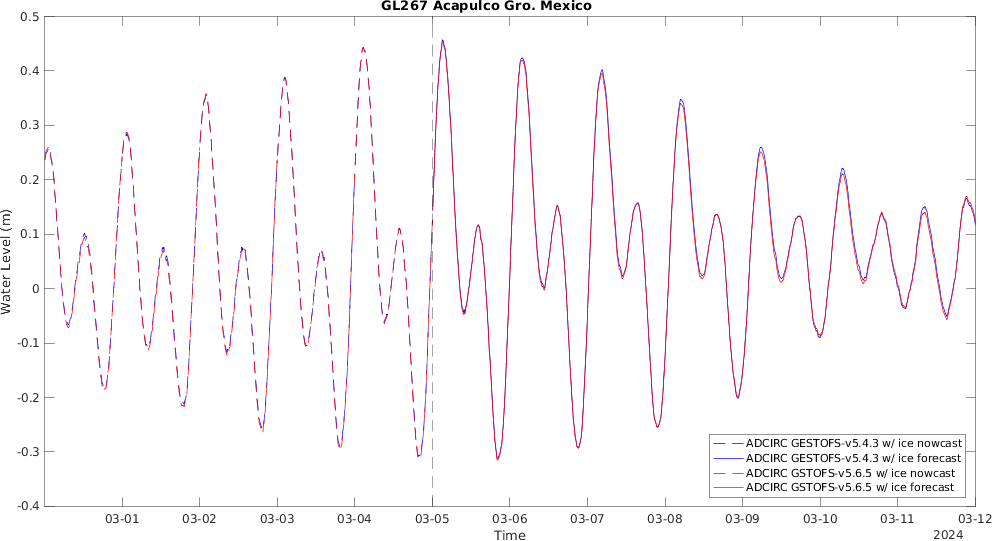 GL267 Acapulco Gro. Mexico
0.5
0.4
0.3
0.2
0.1
0
-0.1
-0.2
-0.3
-0.4
Water Level (m)
ADCIRC GESTOFS-v5.4.3 w/ ice nowcast
ADCIRC GESTOFS-v5.4.3 w/ ice forecast
ADCIRC GSTOFS-v5.6.5 w/ ice nowcast
ADCIRC GSTOFS-v5.6.5 w/ ice forecast
03-01 03-02 03-03 03-04 03-05 03-06 03-07 03-08 03-09 03-10 03-11 03-12
Time
2024